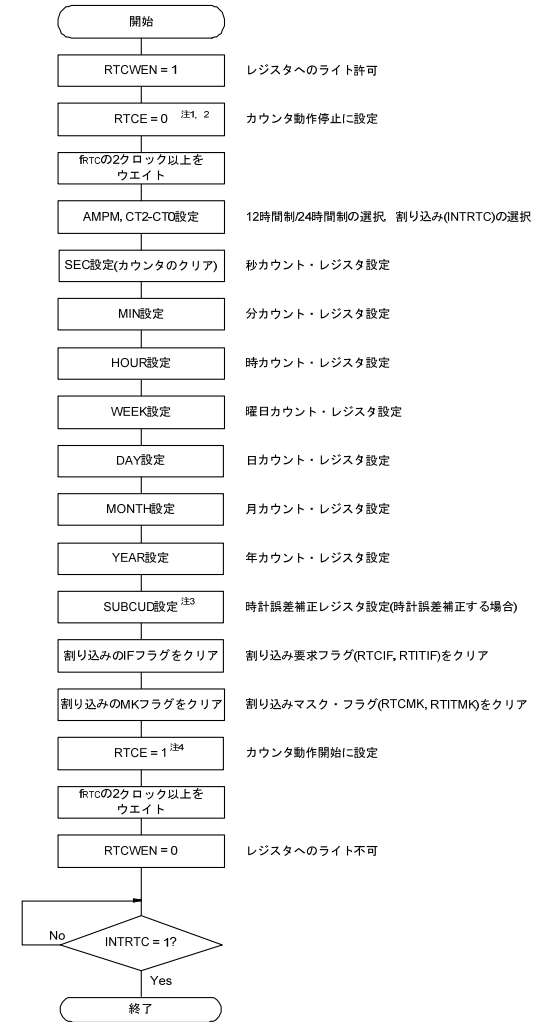 開始
RTCWEN = 1 レジスタへのライト許可
RTCE = 0 注1, 2 カウンタ動作停止に設定
fRTCの2クロック以上を
ウエイト
AMPM, CT2-CT0設定 12時間制/24時間制の選択, 割り込み(INTRTC)の選択
SEC設定(カウンタのクリア) 秒カウント・レジスタ設定
MIN設定 分カウント・レジスタ設定
HOUR設定 時カウント・レジスタ設定
WEEK設定 曜日カウント・レジスタ設定
DAY設定 日カウント・レジスタ設定
MONTH設定 月カウント・レジスタ設定
YEAR設定 年カウント・レジスタ設定
SUBCUD設定 注3 時計誤差補正レジスタ設定(時計誤差補正する場合)
割り込みのIFフラグをクリア 割り込み要求フラグ(RTCIF, RTITIF)をクリア
割り込みのMKフラグをクリア 割り込みマスク・フラグ(RTCMK, RTITMK)をクリア
RTCE = 1 注4 カウンタ動作開始に設定
fRTCの2クロック以上を
ウエイト
RTCWEN = 0 レジスタへのライト不可
No
INTRTC = 1?
Yes
終了